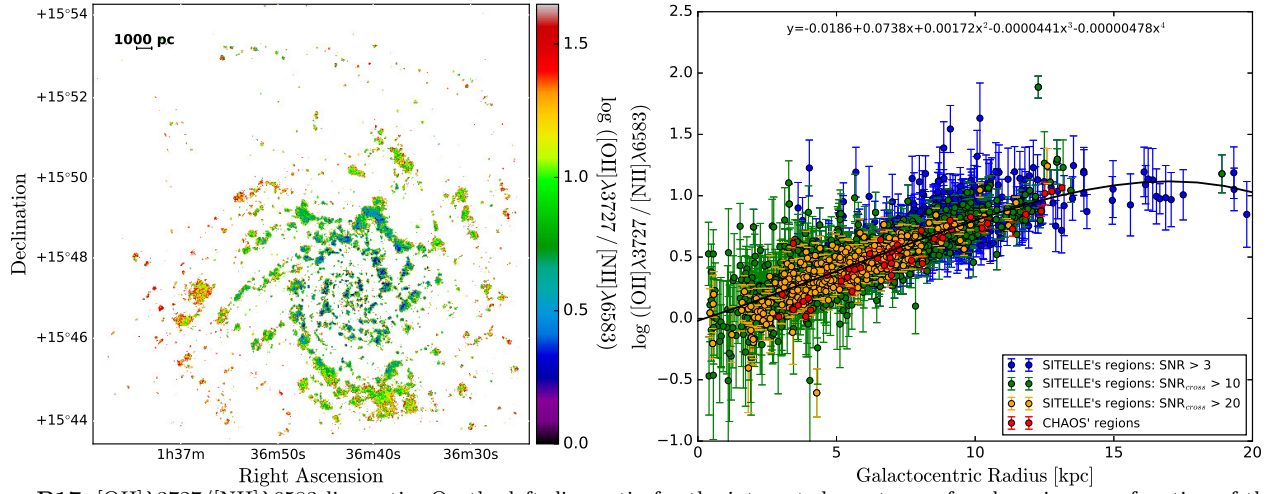 +15°54'
+15°52'
+15°50'
+15°48'
+15°46'
+15°44'
Declination
1000 pc
1h37m
36m50s
36m40s
36m30s
Right Ascension
1.5
1.0
0.5
0.0
log ([OII]λ3727 / [NII]λ6583)
log ([OII]λ3727 / [NII]λ6583)
2.5
2.0
1.5
1.0
0.5
0.0
−0.5
−1.0
y=-0.0186+0.0738x+0.00172x²-0.0000441x³-0.00000478x⁴
SITELLE's regions: SNR > 3
SITELLE's regions: SNR_cross > 10
SITELLE's regions: SNR_cross > 20
CHAOS' regions
0
5
10
15
20
Galactocentric Radius [kpc]